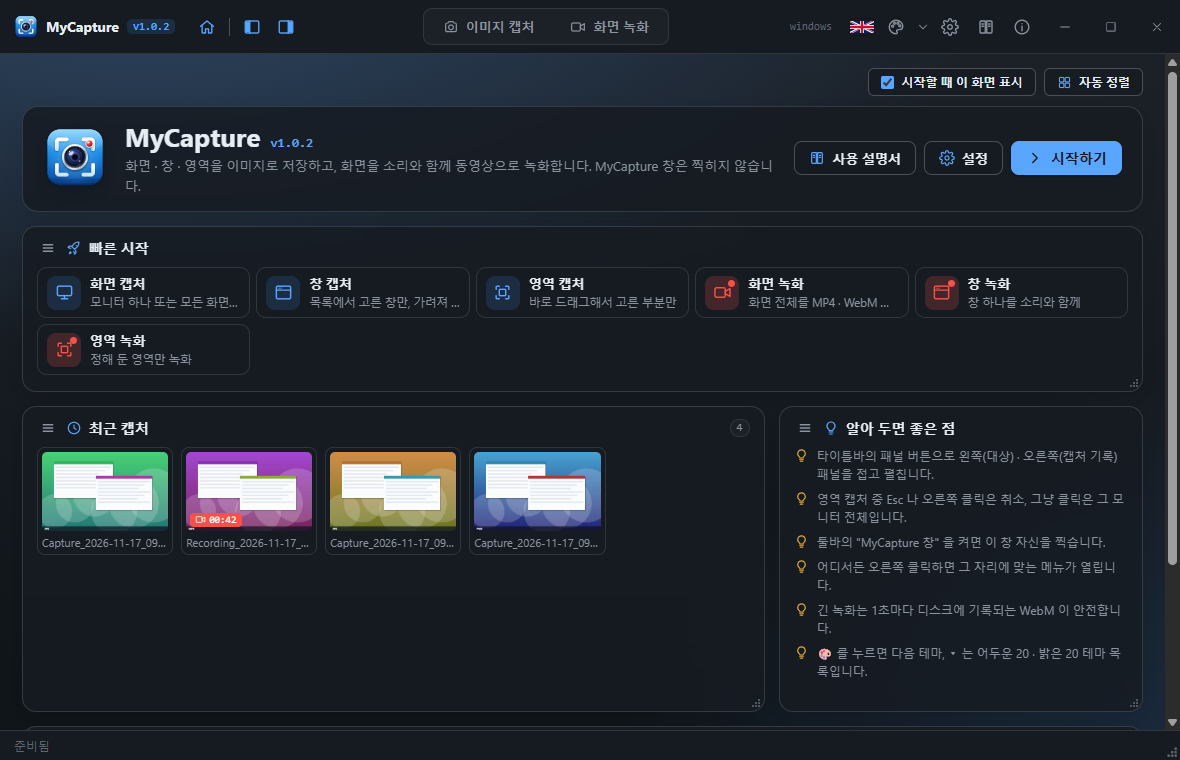 MyCapture v1.0.2 이미지 캡처 화면 녹화 windows
시작할 때 이 화면 표시 자동 정렬
MyCapture v1.0.2
화면 · 창 · 영역을 이미지로 저장하고, 화면을 소리와 함께 동영상으로 녹화합니다. MyCapture 창은 찍히지 않습니
다.
사용 설명서 설정 시작하기
빠른 시작
화면 캡처
모니터 하나 또는 모든 화면...
창 캡처
목록에서 고른 창만, 가려져 ...
영역 캡처
바로 드래그해서 고른 부분만
화면 녹화
화면 전체를 MP4 · WebM ...
창 녹화
창 하나를 소리와 함께
영역 녹화
정해 둔 영역만 녹화
최근 캡처 4
00:42
Capture_2026-11-17_09...
Recording_2026-11-17_...
Capture_2026-11-17_09...
Capture_2026-11-17_09...
알아 두면 좋은 점
타이틀바의 패널 버튼으로 왼쪽(대상) · 오른쪽(캡처 기록)
패널을 접고 펼칩니다.
영역 캡처 중 Esc 나 오른쪽 클릭은 취소, 그냥 클릭은 그 모
니터 전체입니다.
툴바의 "MyCapture 창" 을 켜면 이 창 자신을 찍습니다.
어디서든 오른쪽 클릭하면 그 자리에 맞는 메뉴가 열립니
다.
긴 녹화는 1초마다 디스크에 기록되는 WebM 이 안전합니
다.
🎨 를 누르면 다음 테마, ▾ 는 어두운 20 · 밝은 20 테마 목
록입니다.
준비됨